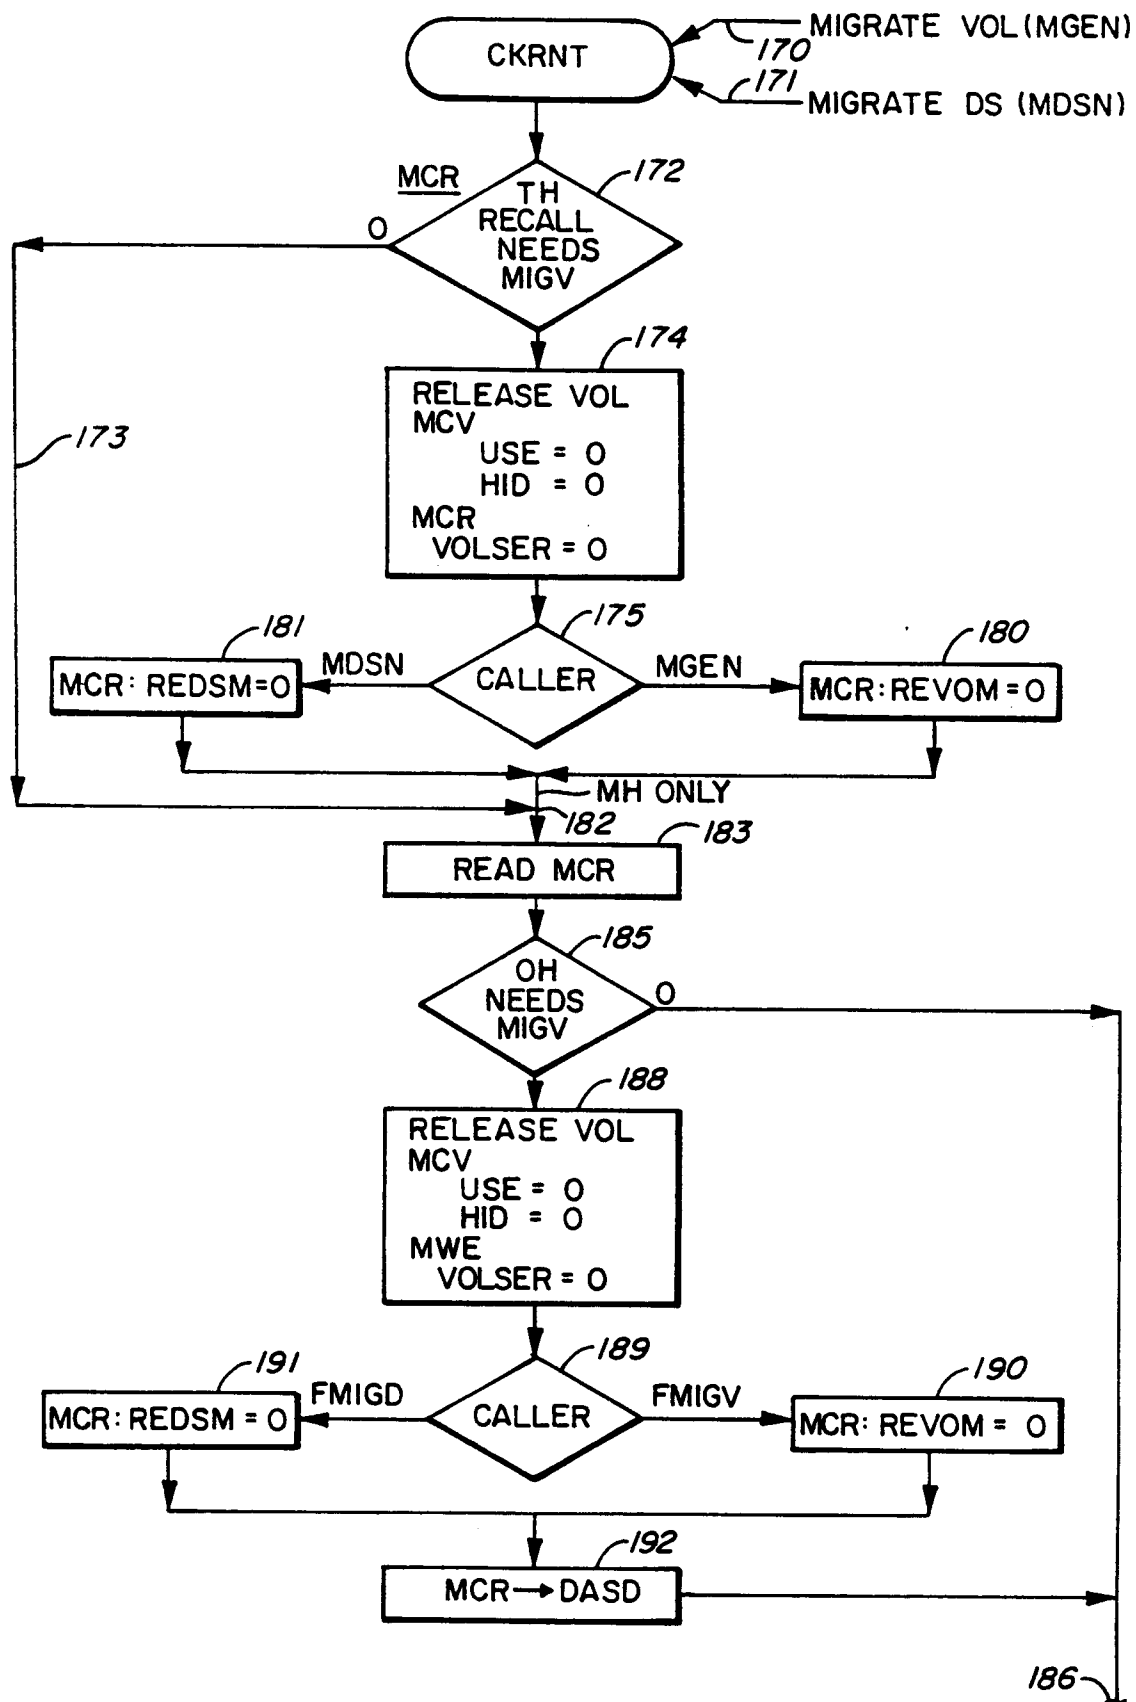 CKRNT
MIGRATE VOL (MGEN)
170
171
MIGRATE DS (MDSN)
MCR
172
TH
RECALL
NEEDS
MIGV
0
173
174
RELEASE VOL
MCV
USE = 0
HID = 0
MCR
VOLSER = 0
175
181
180
MCR: REDSM=0
MDSN
CALLER
MGEN
MCR: REVOM = 0
MH ONLY
182
183
READ MCR
185
OH
NEEDS
MIGV
0
188
RELEASE VOL
MCV
USE = 0
HID = 0
MWE
VOLSER = 0
189
191
190
MCR: REDSM = 0
FMIGD
CALLER
FMIGV
MCR: REVOM = 0
192
MCR→DASD
186